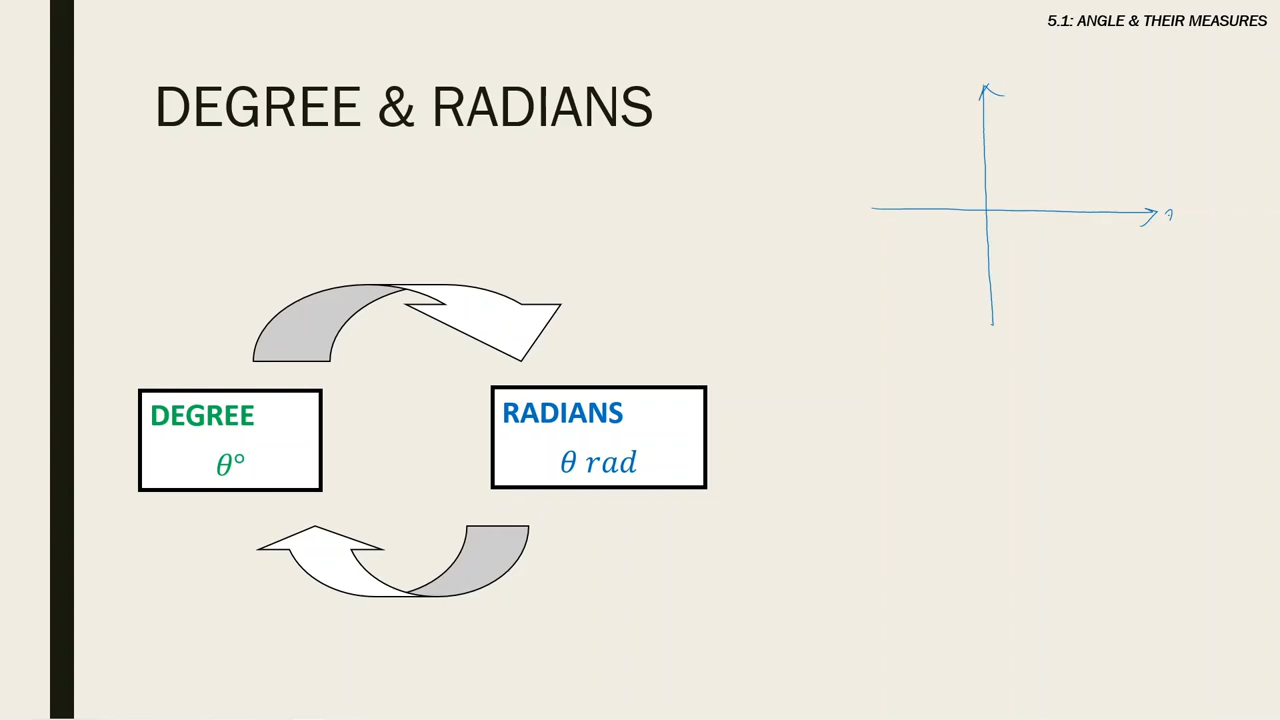 5.1: ANGLE & THEIR MEASURES
DEGREE & RADIANS
DEGREE
θ°
RADIANS
θ rad